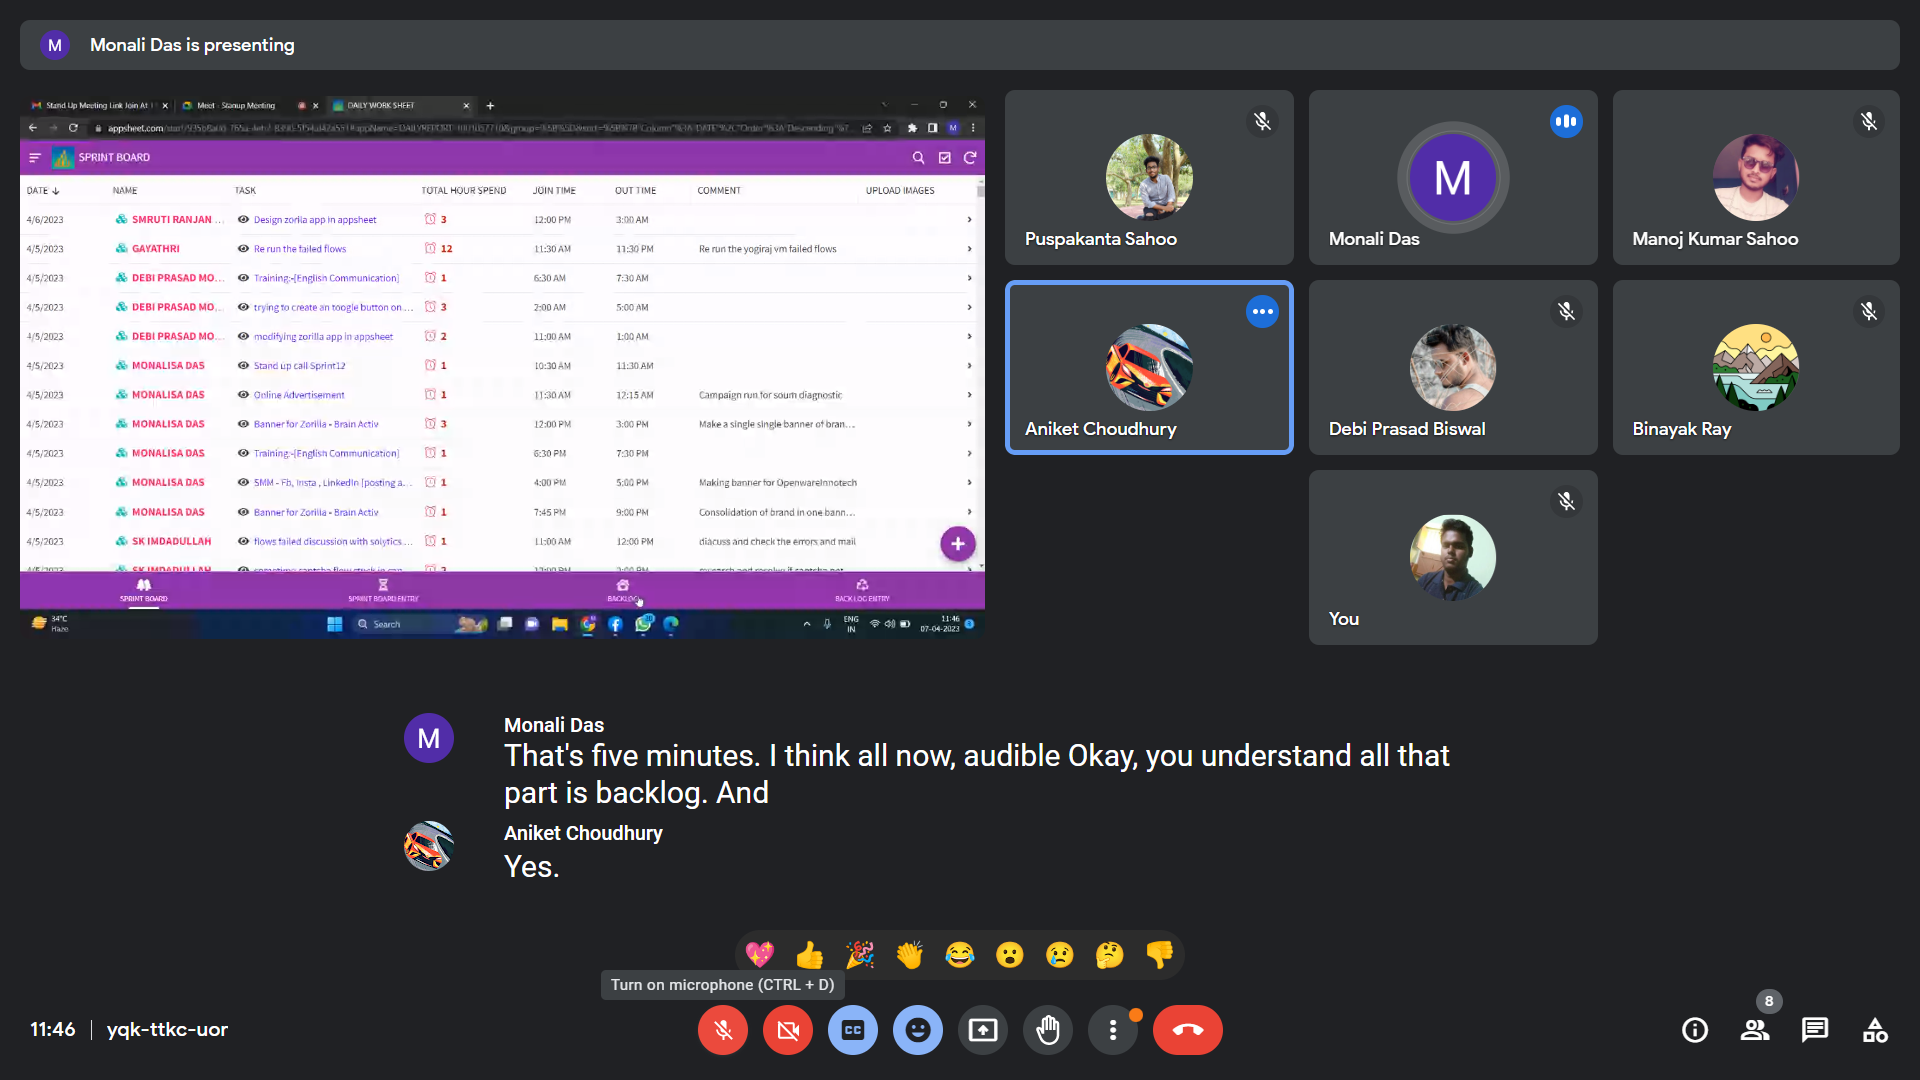 M Monali Das is presenting
Stand Up Meeting Link Join At
Meet - Stanup Meeting
DAILY WORK SHEET
SPRINT BOARD
DATE NAME TASK TOTAL HOUR SPEND JOIN TIME OUT TIME COMMENT UPLOAD IMAGES
4/6/2023 SMRUTI RANJAN ... Design zorila app in appsheet 3 12:00 PM 3:00 AM
4/5/2023 GAYATHRI Re run the failed flows 12 11:30 AM 11:30 PM Re run the yogiraj vm failed flows
4/5/2023 DEBI PRASAD MO... Training:-[English Communication] 1 6:30 AM 7:30 AM
4/5/2023 DEBI PRASAD MO... trying to create an toogle button on ... 3 2:00 AM 5:00 AM
4/5/2023 DEBI PRASAD MO... modifying zorilla app in appsheet 2 11:00 AM 1:00 AM
4/5/2023 MONALISA DAS Stand up call Sprint12 1 10:30 AM 11:30 AM
4/5/2023 MONALISA DAS Online Advertisement 1 11:30 AM 12:15 AM Campaign run for soum diagnostic
4/5/2023 MONALISA DAS Banner for Zorilla - Brain Activ 3 12:00 PM 3:00 PM Make a single single banner of bran...
4/5/2023 MONALISA DAS Training:-[English Communication] 1 6:30 PM 7:30 PM
4/5/2023 MONALISA DAS SMM - Fb, Insta , LinkedIn [posting a... 1 4:00 PM 5:00 PM Making banner for OpenwareInnotech
4/5/2023 MONALISA DAS Banner for Zorilla - Brain Activ 1 7:45 PM 9:00 PM Consolidation of brand in one bann...
4/5/2023 SK IMDADULLAH flows failed discussion with solytics ... 1 11:00 AM 12:00 PM diacuss and check the errors and mail
SPRINT BOARD SPRINT BOARD ENTRY BACKLOG BACK LOG ENTRY
34°C
Haze
Search
ENG
IN
11:46
07-04-2023
Puspakanta Sahoo
M
Monali Das
Manoj Kumar Sahoo
Aniket Choudhury
Debi Prasad Biswal
Binayak Ray
You
M
Monali Das
That's five minutes. I think all now, audible Okay, you understand all that
part is backlog. And
Aniket Choudhury
Yes.
Turn on microphone (CTRL + D)
11:46 | yqk-ttkc-uor
CC
8